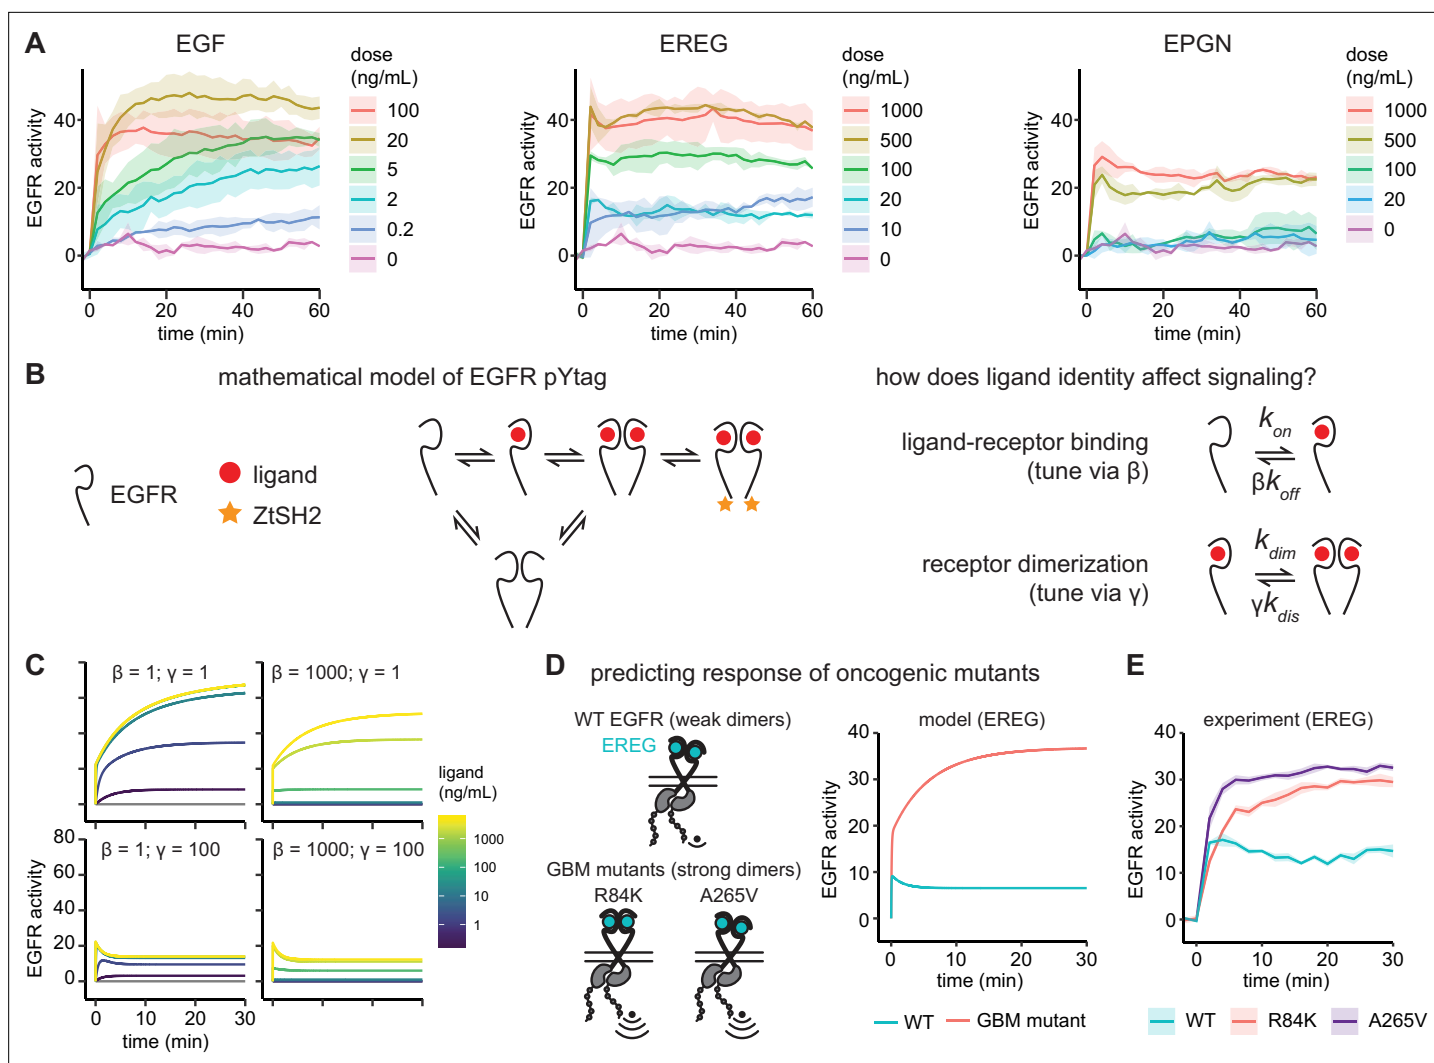 A
EGF
EGFR activity
40
20
0
0
20
40
60
time (min)
dose
(ng/mL)
100
20
5
2
0.2
0
EREG
EGFR activity
40
20
0
0
20
40
60
time (min)
dose
(ng/mL)
1000
500
100
20
10
0
EPGN
EGFR activity
40
20
0
0
20
40
60
time (min)
dose
(ng/mL)
1000
500
100
20
0
B
mathematical model of EGFR pYtag
EGFR
ligand
ZtSH2
how does ligand identity affect signaling?
ligand-receptor binding
(tune via β)
kon
βkoff
receptor dimerization
(tune via γ)
kdim
γkdis
C
β = 1; γ = 1
β = 1000; γ = 1
β = 1; γ = 100
β = 1000; γ = 100
EGFR activity
80
60
40
20
0
0
10
20
30
time (min)
ligand
(ng/mL)
1000
100
10
1
D
predicting response of oncogenic mutants
WT EGFR (weak dimers)
EREG
GBM mutants (strong dimers)
R84K
A265V
model (EREG)
EGFR activity
40
30
20
10
0
0
10
20
30
time (min)
WT
GBM mutant
E
experiment (EREG)
EGFR activity
40
30
20
10
0
0
10
20
30
time (min)
WT
R84K
A265V